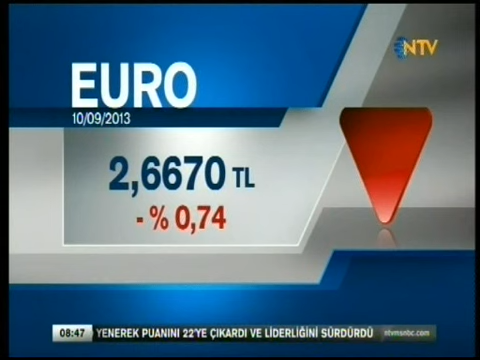 NTV
EURO
10/09/2013
2,6670 TL
- % 0,74
08:47 YENEREK PUANINI 22'YE ÇIKARDI VE LİDERLİĞİNİ SÜRDÜRDÜ ntvmsnbc.com